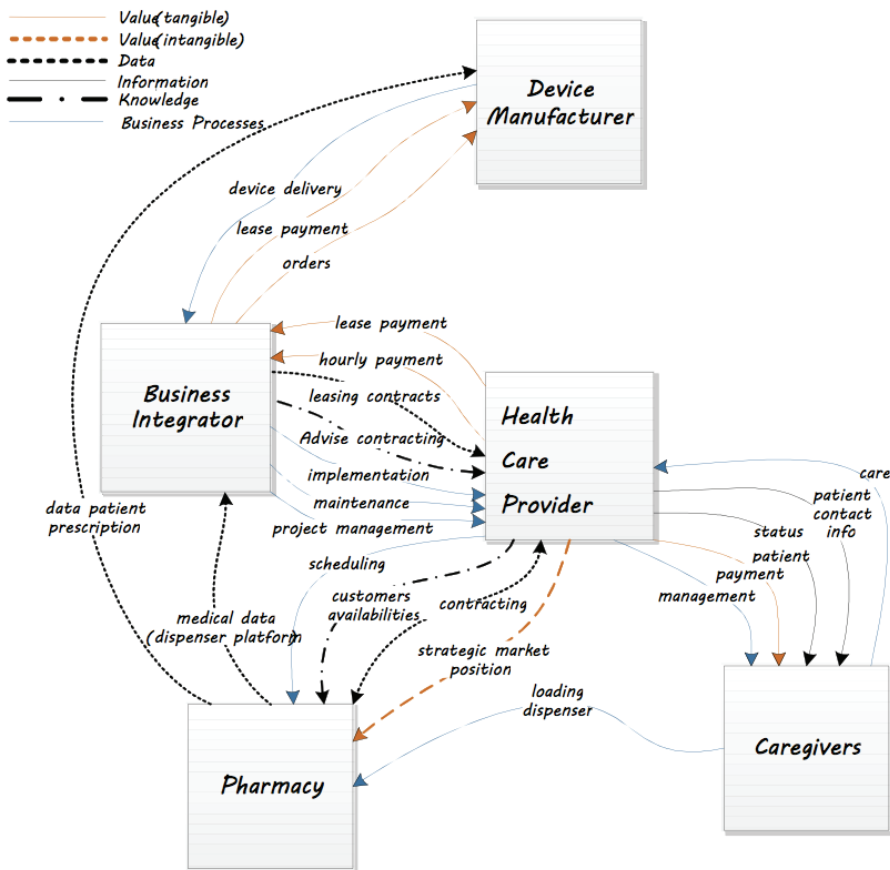 Value(tangible)
Value(intangible)
Data
Information
Knowledge
Business Processes
Device
Manufacturer
device delivery
lease payment
orders
lease payment
hourly payment
leasing contracts
Advise contracting
implementation
maintenance
project management
Business
Integrator
Health
Care
Provider
care
patient
contact
info
status
patient
payment
management
data patient
prescription
scheduling
customers
availabilities
contracting
medical data
(dispenser platform
strategic market
position
loading
dispenser
Pharmacy
Caregivers